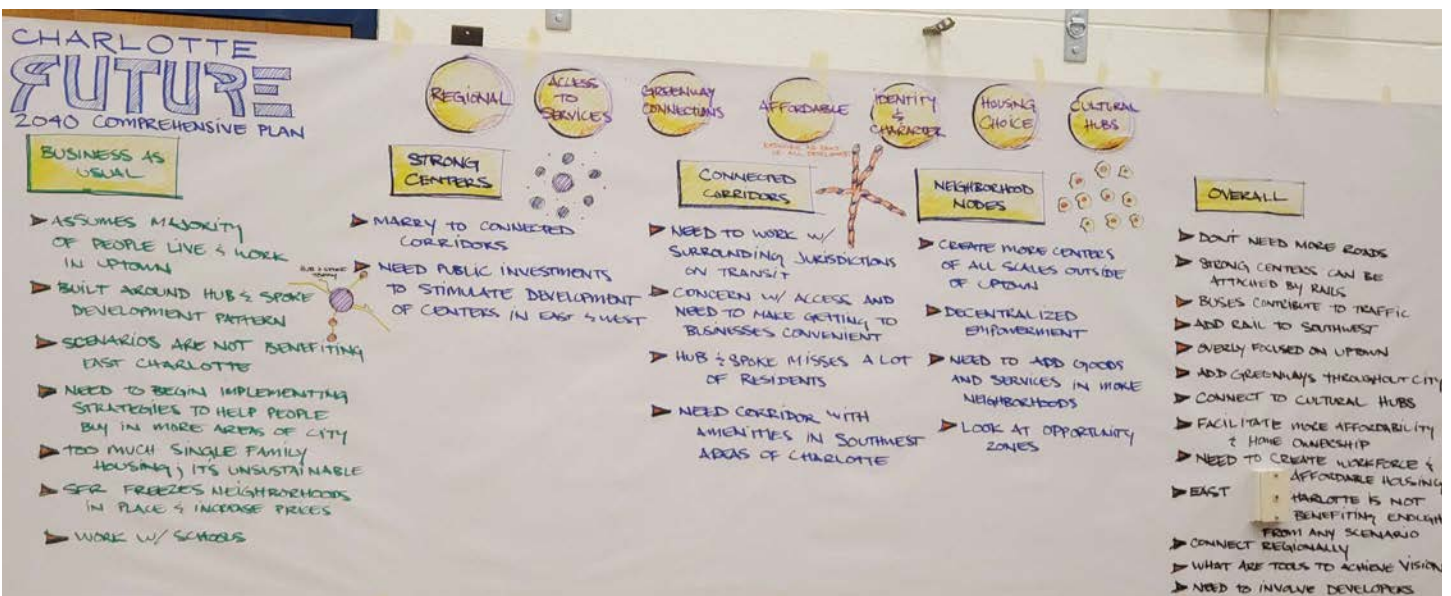 CHARLOTTE
FUTURE
2040 COMPREHENSIVE PLAN
REGIONAL
ACCESS
TO
SERVICES
GREENWAY
CONNECTIONS
AFFORDABLE
IDENTITY
&
CHARACTER
HOUSING
CHOICE
CULTURAL
HUBS
BUSINESS AS
USUAL
ASSUMES MAJORITY
OF PEOPLE LIVE & WORK
IN UPTOWN
BUILT AROUND HUB & SPOKE
DEVELOPMENT PATTERN
HUB & SPOKE
SCENARIOS ARE NOT BENEFITING
EAST CHARLOTTE
NEED TO BEGIN IMPLEMENTING
STRATEGIES TO HELP PEOPLE
BUY IN MORE AREAS OF CITY
TOO MUCH SINGLE FAMILY
HOUSING; ITS UNSUSTAINABLE
SFR FREEZES NEIGHBORHOODS
IN PLACE & INCREASE PRICES
WORK W/ SCHOOLS
STRONG
CENTERS
MARRY TO CONNECTED
CORRIDORS
NEED PUBLIC INVESTMENTS
TO STIMULATE DEVELOPMENT
OF CENTERS IN EAST & WEST
CONNECTED
CORRIDORS
NEED TO WORK W/
SURROUNDING JURISDICTIONS
ON TRANSIT
CONCERN W/ ACCESS AND
NEED TO MAKE GETTING TO
BUSINESSES CONVENIENT
HUB & SPOKE MISSES A LOT
OF RESIDENTS
NEED CORRIDOR WITH
AMENITIES IN SOUTHWEST
AREAS OF CHARLOTTE
NEIGHBORHOOD
NODES
CREATE MORE CENTERS
OF ALL SCALES OUTSIDE
OF UPTOWN
DECENTRALIZED
EMPOWERMENT
NEED TO ADD GOODS
AND SERVICES IN MORE
NEIGHBORHOODS
LOOK AT OPPORTUNITY
ZONES
OVERALL
DON'T NEED MORE ROADS
STRONG CENTERS CAN BE
ATTACHED BY RAILS
BUSES CONTRIBUTE TO TRAFFIC
ADD RAIL TO SOUTHWEST
OVERLY FOCUSED ON UPTOWN
ADD GREENWAYS THROUGHOUT CITY
CONNECT TO CULTURAL HUBS
FACILITATE MORE AFFORDABILITY
& HOME OWNERSHIP
NEED TO CREATE WORKFORCE &
AFFORDABLE HOUSING
EAST HARLOTTE IS NOT
BENEFITING ENOUGH
FROM ANY SCENARIO
CONNECT REGIONALLY
WHAT ARE TOOLS TO ACHIEVE VISION
NEED TO INVOLVE DEVELOPERS